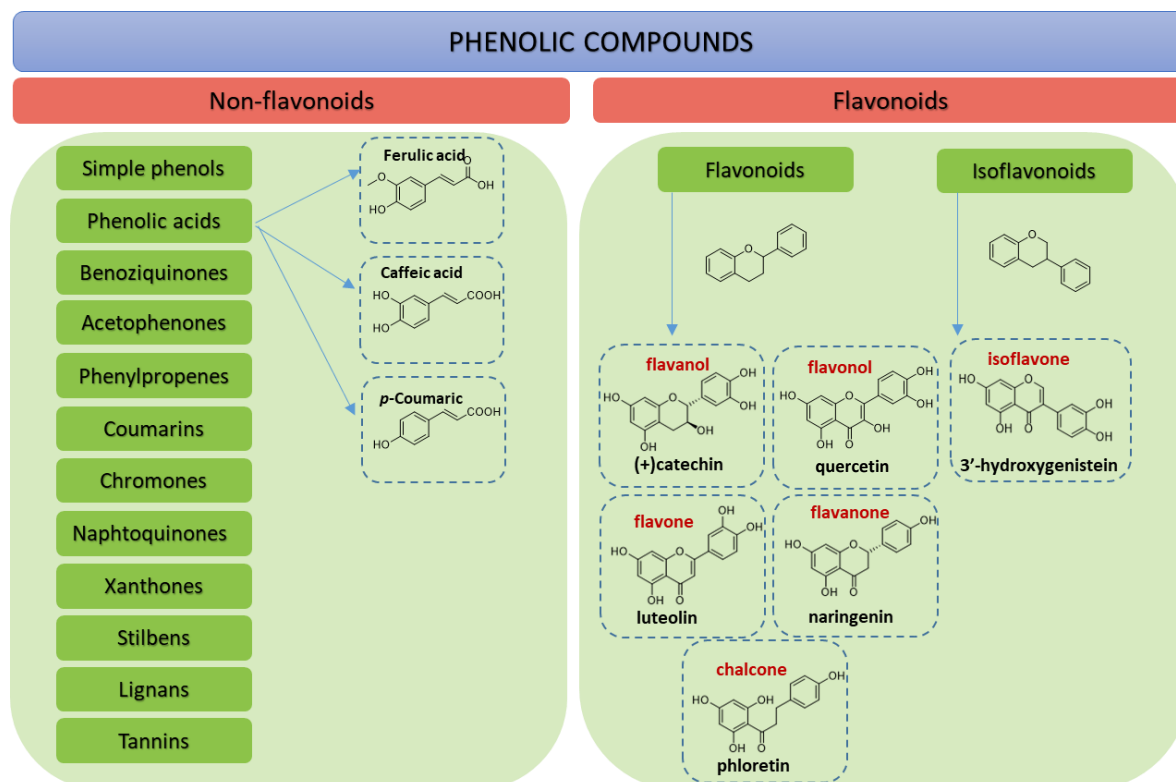 PHENOLIC COMPOUNDS
Non-flavonoids
Simple phenols
Phenolic acids
Benoziquinones
Acetophenones
Phenylpropenes
Coumarins
Chromones
Naphtoquinones
Xanthones
Stilbens
Lignans
Tannins
Ferulic acid
O
O
OH
HO
Caffeic acid
HO
COOH
HO
p-Coumaric
COOH
HO
Flavonoids
Flavonoids
O
Isoflavonoids
O
flavanol
OH
HO
O
OH
OH
OH
(+)catechin
flavonol
OH
HO
O
OH
OH
OH
O
quercetin
isoflavone
HO
O
OH
OH
O
OH
3′-hydroxygenistein
flavone
OH
OH
HO
O
OH
O
luteolin
flavanone
OH
HO
O
OH
O
naringenin
chalcone
OH
HO
OH
OH
O
phloretin